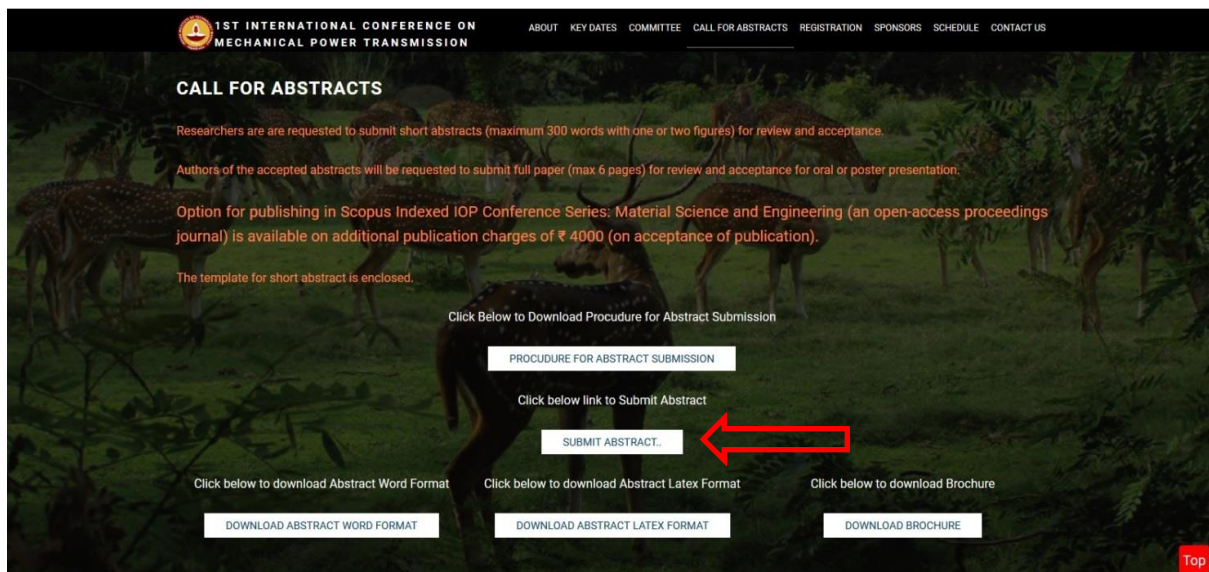 1ST INTERNATIONAL CONFERENCE ON
MECHANICAL POWER TRANSMISSION
ABOUT KEY DATES COMMITTEE CALL FOR ABSTRACTS REGISTRATION SPONSORS SCHEDULE CONTACT US
CALL FOR ABSTRACTS
Researchers are are requested to submit short abstracts (maximum 300 words with one or two figures) for review and acceptance.
Authors of the accepted abstracts will be requested to submit full paper (max 6 pages) for review and acceptance for oral or poster presentation.
Option for publishing in Scopus Indexed IOP Conference Series: Material Science and Engineering (an open-access proceedings
journal) is available on additional publication charges of ₹ 4000 (on acceptance of publication).
The template for short abstract is enclosed.
Click Below to Download Procudure for Abstract Submission
PROCUDURE FOR ABSTRACT SUBMISSION
Click below link to Submit Abstract
SUBMIT ABSTRACT..
Click below to download Abstract Word Format Click below to download Abstract Latex Format Click below to download Brochure
DOWNLOAD ABSTRACT WORD FORMAT DOWNLOAD ABSTRACT LATEX FORMAT DOWNLOAD BROCHURE
Top